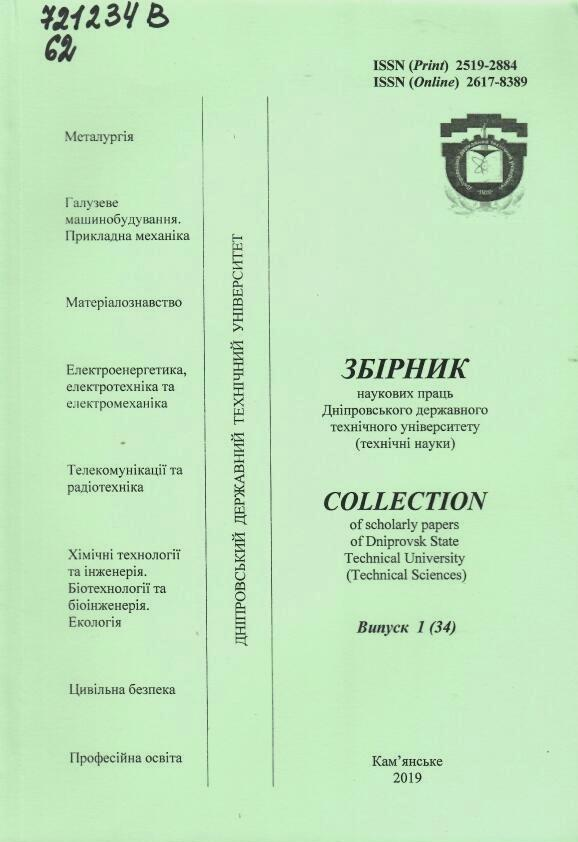 721234 В
62
ISSN (Print) 2519-2884
ISSN (Online) 2617-8389
Металургія
Галузеве
машинобудування.
Прикладна механіка
Матеріалознавство
Електроенергетика,
електротехніка та
електромеханіка
Телекомунікації та
радіотехніка
Хімічні технології
та інженерія.
Біотехнології та
біоінженерія.
Екологія
Цивільна безпека
Професійна освіта
ДНІПРОВСЬКИЙ ДЕРЖАВНИЙ ТЕХНІЧНИЙ УНІВЕРСИТЕТ
ЗБІРНИК
наукових праць
Дніпровського державного
технічного університету
(технічні науки)
COLLECTION
of scholarly papers
of Dniprovsk State
Technical University
(Technical Sciences)
Випуск 1 (34)
Кам’янське
2019